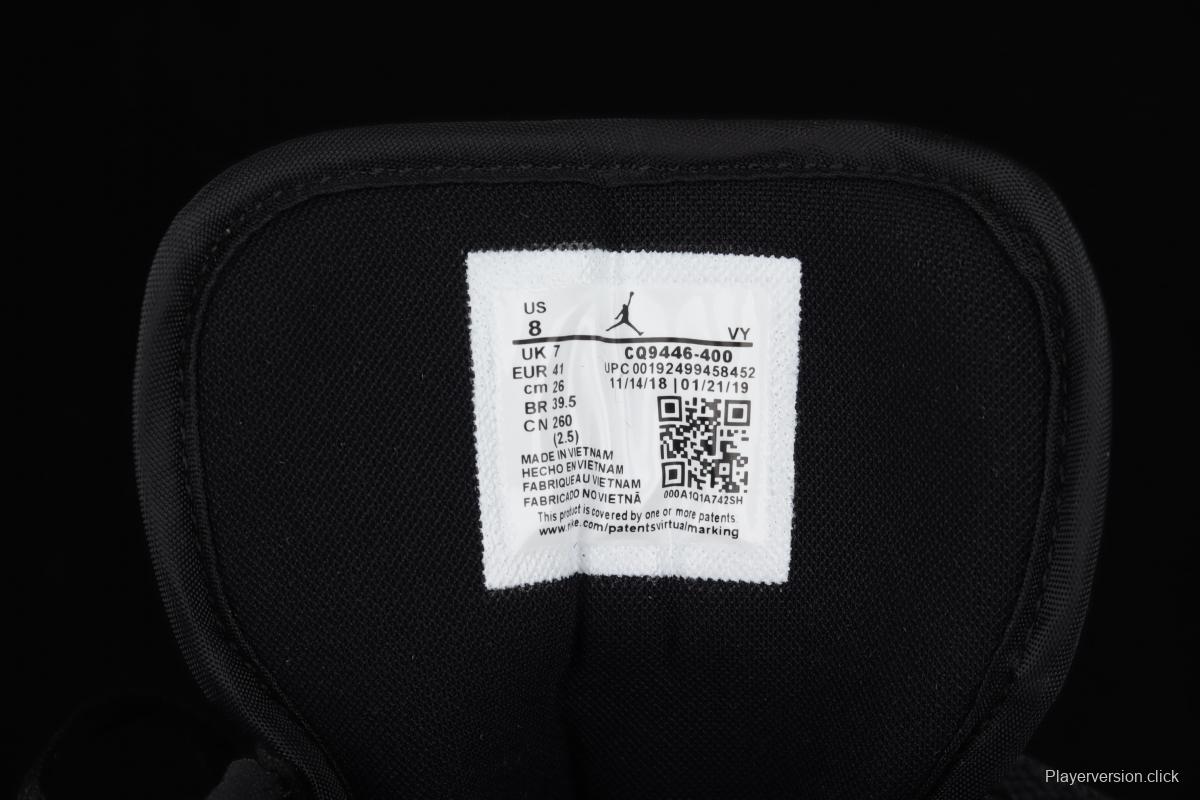 US
8
VY
UK 7
EUR 41
cm 26
BR 39.5
CN 260
(2.5)
CQ9446-400
UPC 00192499458452
11/14/18 | 01/21/19
000A1Q1A742SH
MADE IN VIETNAM
HECHO EN VIETNAM
FABRIQUE AU VIETNAM
FABRICADO NO VIETNÃ
This product is covered by one or more patents.
www.nike.com/patentsvirtualmarking
Playerversion.click